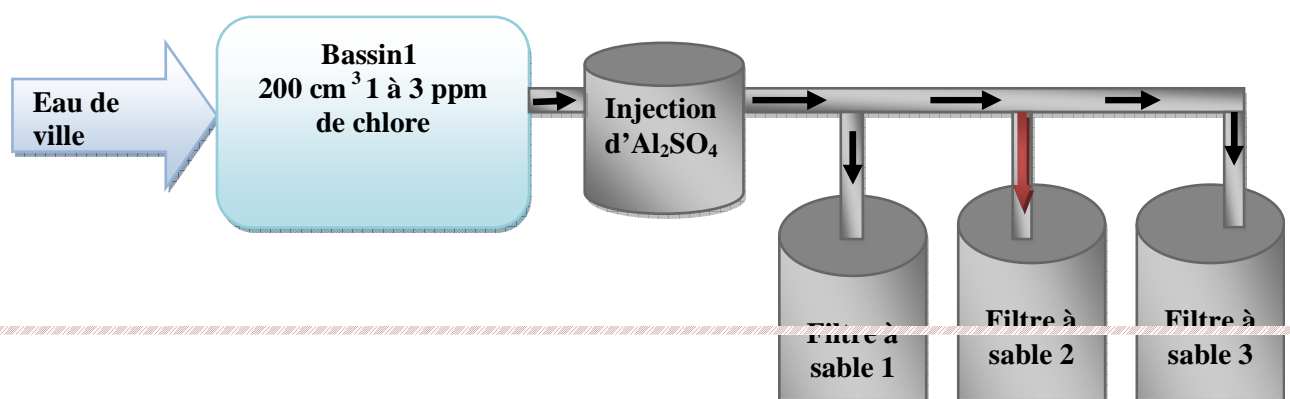 Bassin1
200 cm ³ 1 à 3 ppm
de chlore
Eau de
ville
Injection
d'Al₂SO₄
Filtre à
sable 1
Filtre à
sable 2
Filtre à
sable 3